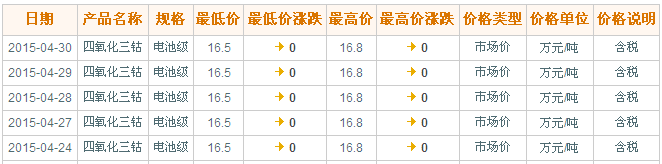 日期 产品名称 规格 最低价 最低价涨跌 最高价 最高价涨跌 价格类型 价格单位 价格说明
2015-04-30 四氧化三钴 电池级 16.5 → 0 16.8 → 0 市场价 万元/吨 含税
2015-04-29 四氧化三钴 电池级 16.5 → 0 16.8 → 0 市场价 万元/吨 含税
2015-04-28 四氧化三钴 电池级 16.5 → 0 16.8 → 0 市场价 万元/吨 含税
2015-04-27 四氧化三钴 电池级 16.5 → 0 16.8 → 0 市场价 万元/吨 含税
2015-04-24 四氧化三钴 电池级 16.5 → 0 16.8 → 0 市场价 万元/吨 含税